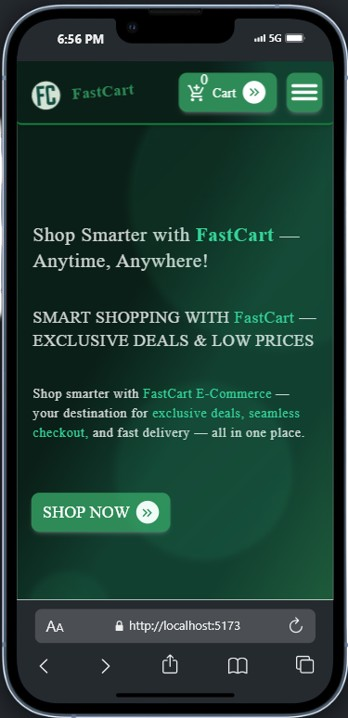 6:56 PM 5G
FC FastCart 0 Cart
Shop Smarter with FastCart —
Anytime, Anywhere!
SMART SHOPPING WITH FastCart —
EXCLUSIVE DEALS & LOW PRICES
Shop smarter with FastCart E-Commerce —
your destination for exclusive deals, seamless
checkout, and fast delivery — all in one place.
SHOP NOW
AA http://localhost:5173